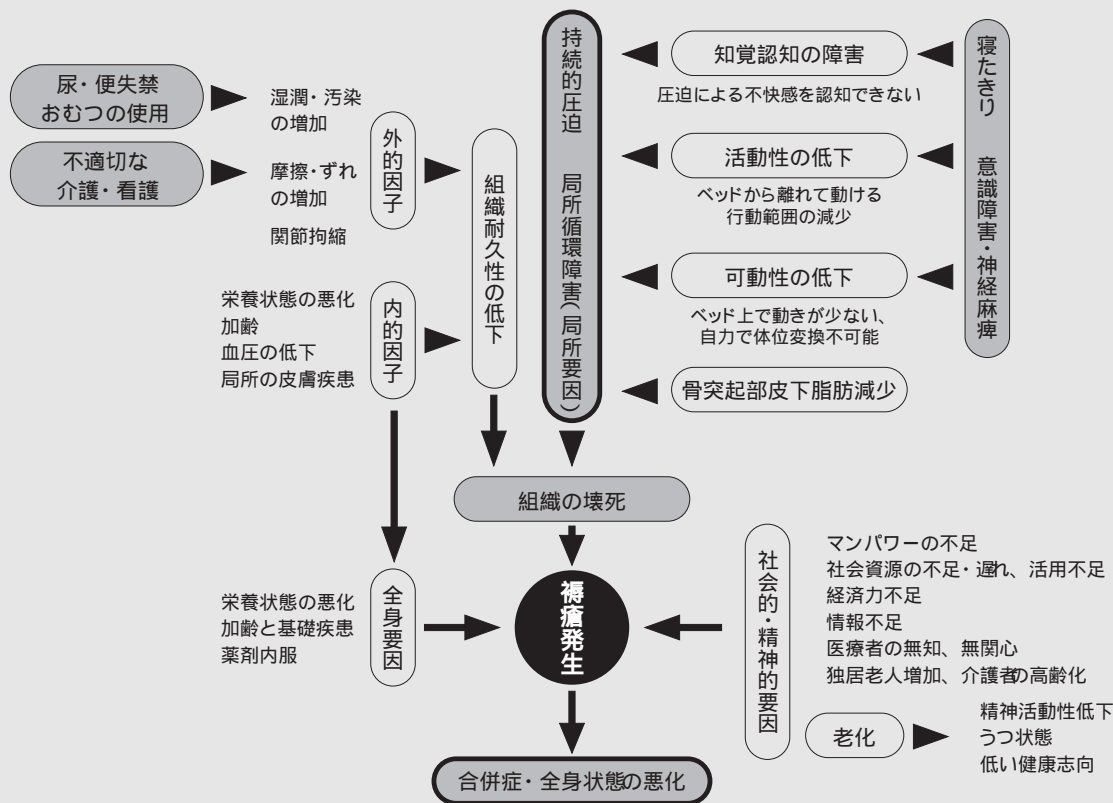 尿・便失禁
おむつの使用
不適切な
介護・看護
湿潤・汚染
の増加
摩擦・ずれ
の増加
関節拘縮
外的因子
栄養状態の悪化
加齢
血圧の低下
局所の皮膚疾患
内的因子
組織耐久性の低下
持続的圧迫 局所循環障害(局所要因)
知覚認知の障害
圧迫による不快感を認知できない
活動性の低下
ベッドから離れて動ける
行動範囲の減少
可動性の低下
ベッド上で動きが少ない、
自力で体位変換不可能
骨突起部皮下脂肪減少
寝たきり 意識障害・神経麻痺
組織の壊死
栄養状態の悪化
加齢と基礎疾患
薬剤内服
全身要因
褥瘡発生
社会的・精神的要因
マンパワーの不足
社会資源の不足・遅れ、活用不足
経済力不足
情報不足
医療者の無知、無関心
独居老人増加、介護者の高齢化
老化
精神活動性低下
うつ状態
低い健康志向
合併症・全身状態の悪化